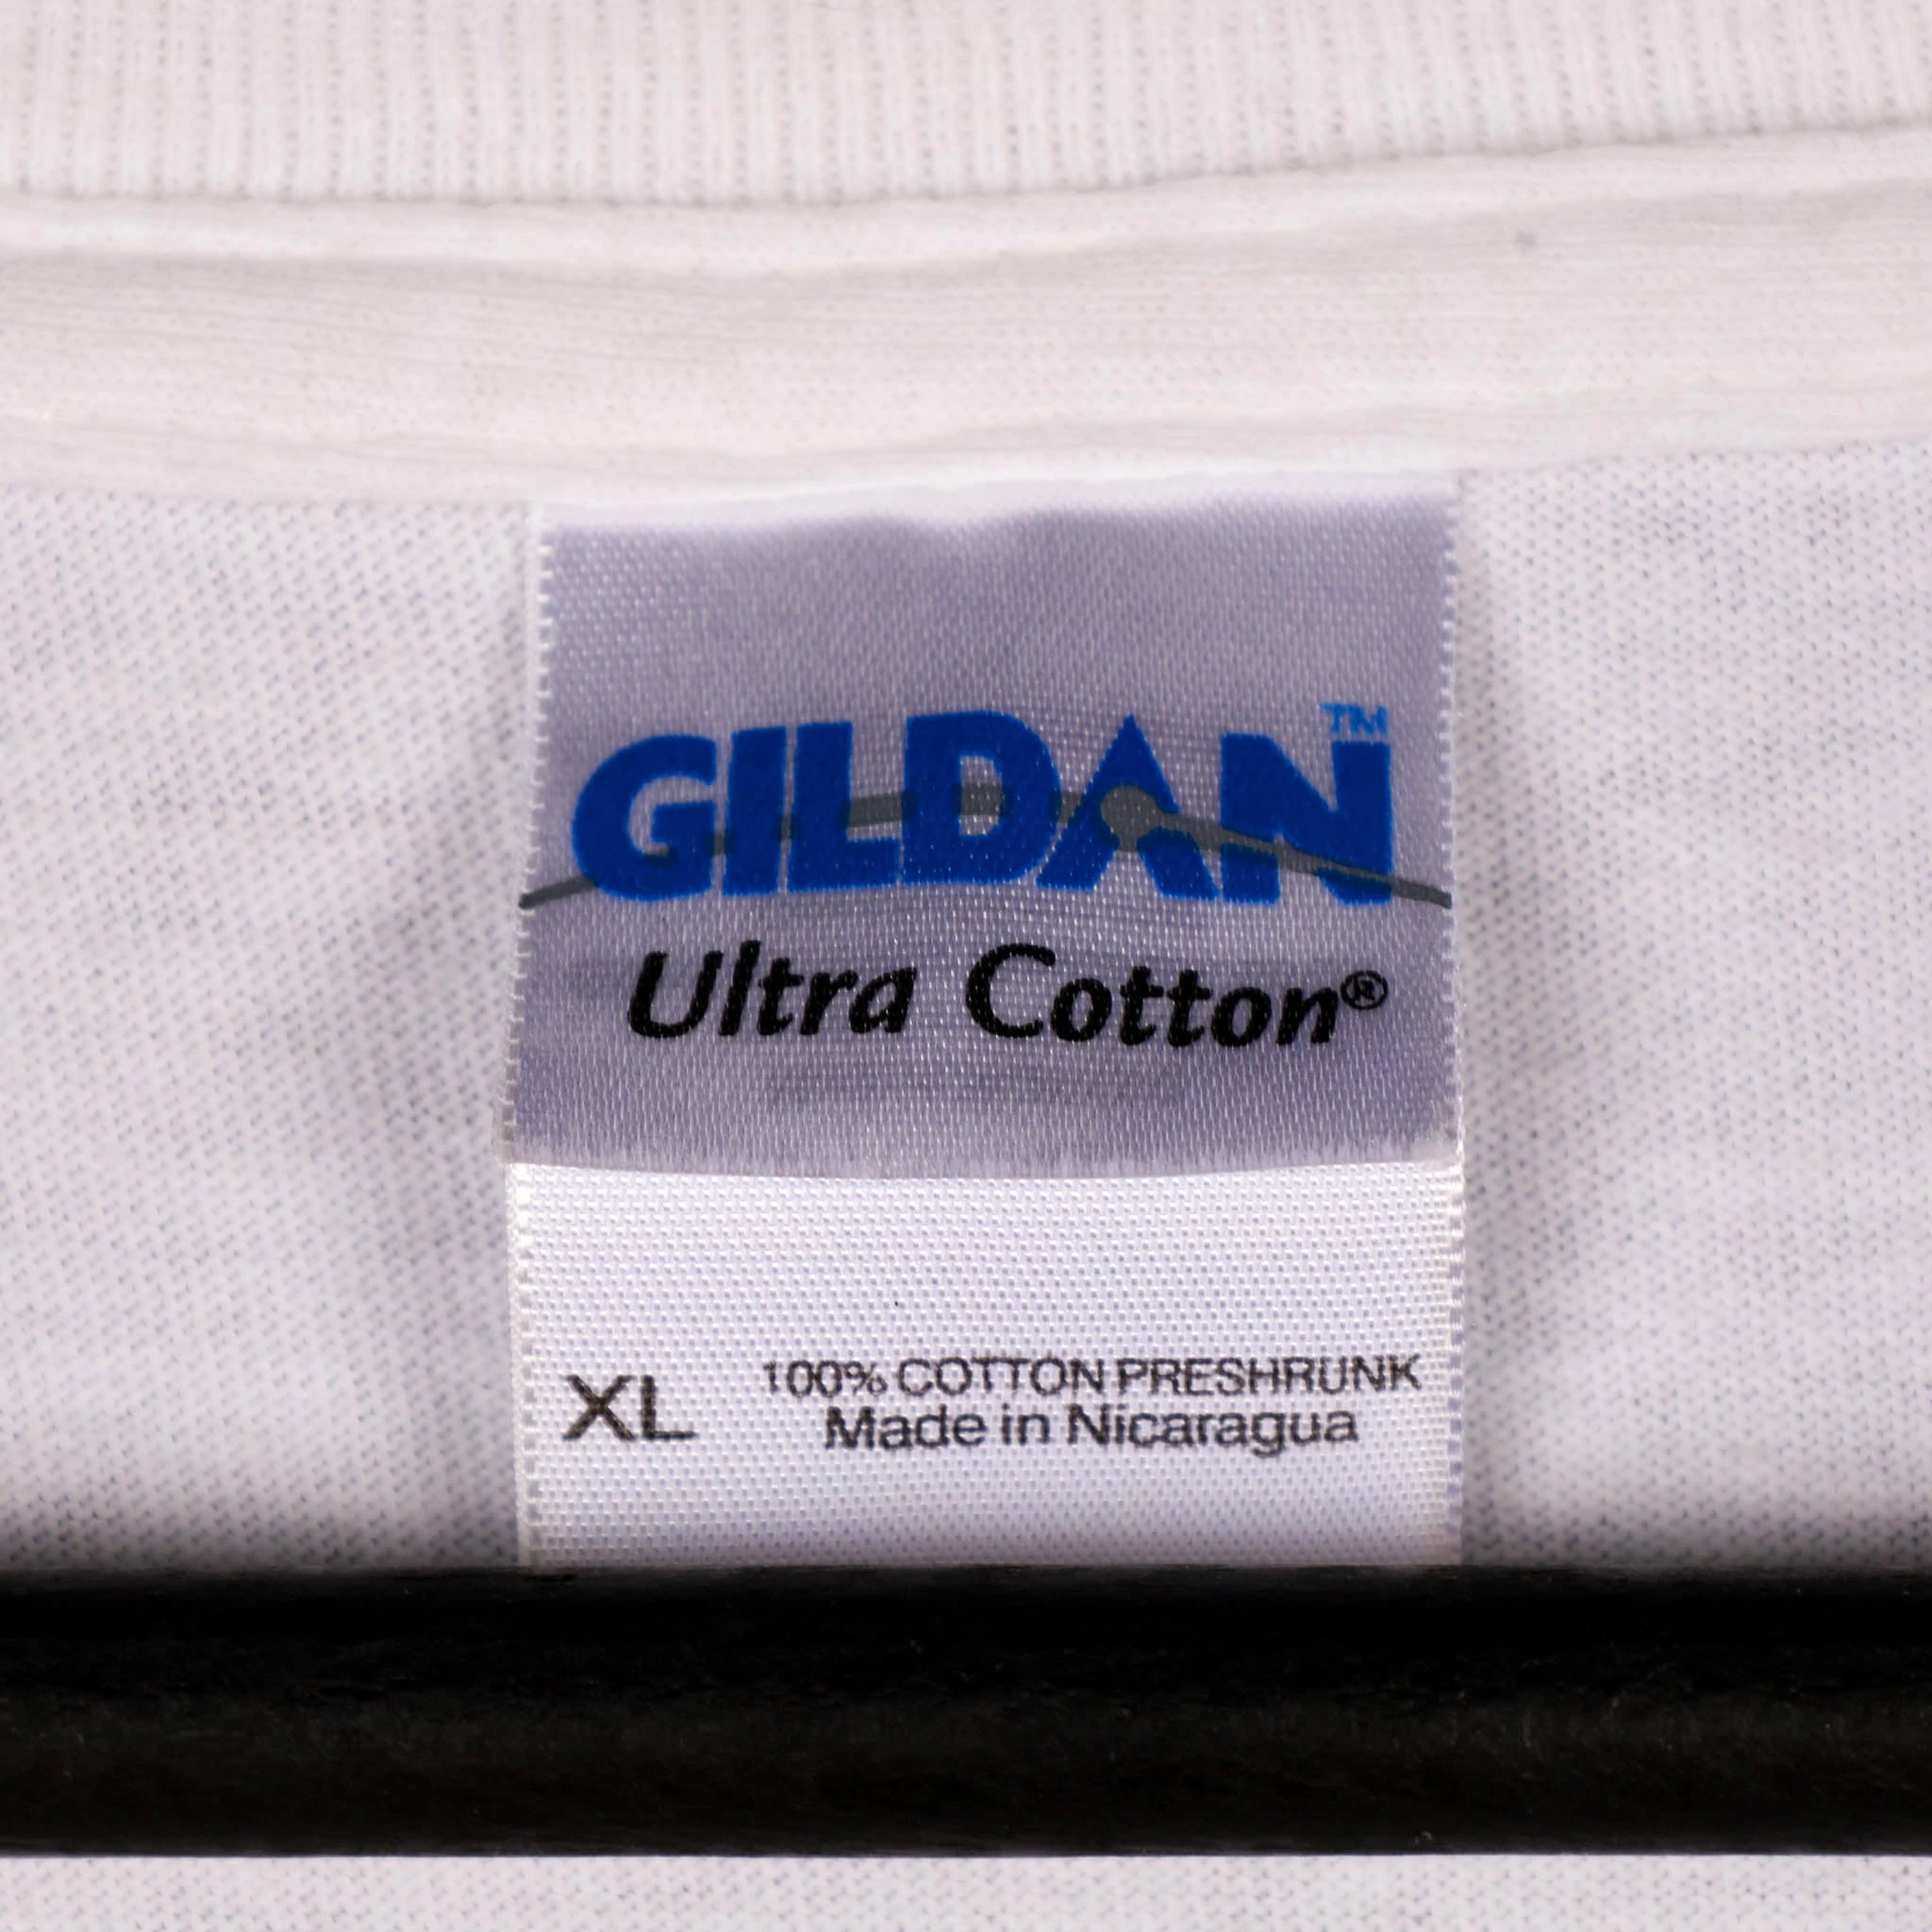 GILDAN™
Ultra Cotton®
XL
100% COTTON PRESHRUNK
Made in Nicaragua